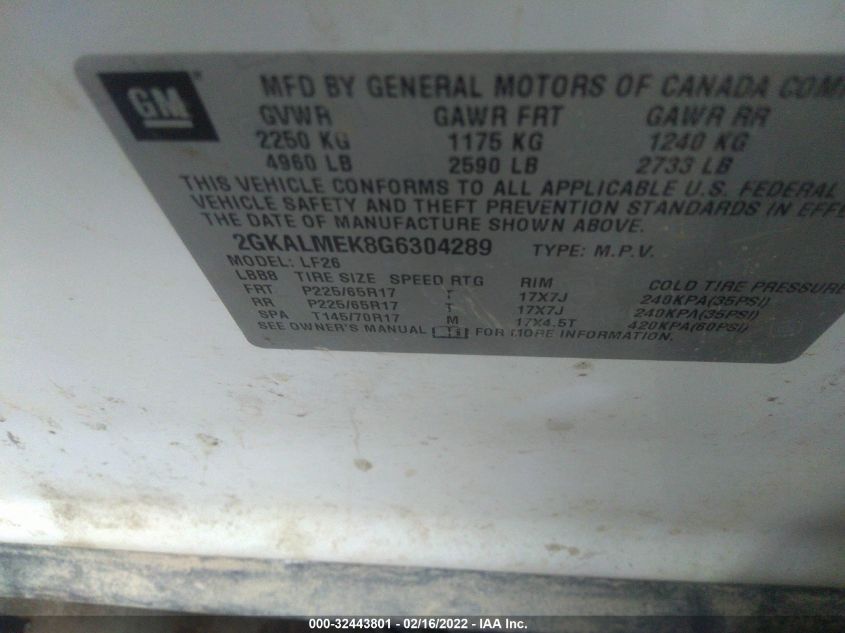 GM
MFD BY GENERAL MOTORS OF CANADA COM
GVWR GAWR FRT GAWR RR
2250 KG 1175 KG 1240 KG
4960 LB 2590 LB 2733 LB
THIS VEHICLE CONFORMS TO ALL APPLICABLE U.S. FEDERAL
VEHICLE SAFETY AND THEFT PREVENTION STANDARDS IN EFFE
THE DATE OF MANUFACTURE SHOWN ABOVE.
2GKALMEK8G6304289 TYPE: M.P.V.
MODEL: LF26
LBB8 TIRE SIZE SPEED RTG RIM COLD TIRE PRESSURE
FRT P225/65R17 T 17X7J 240KPA(35PSI)
RR P225/65R17 T 17X7J 240KPA(35PSI)
SPA T145/70R17 M 17X4.5T 420KPA(60PSI)
SEE OWNER'S MANUAL FOR MORE INFORMATION.
000-32443801 - 02/16/2022 - IAA Inc.